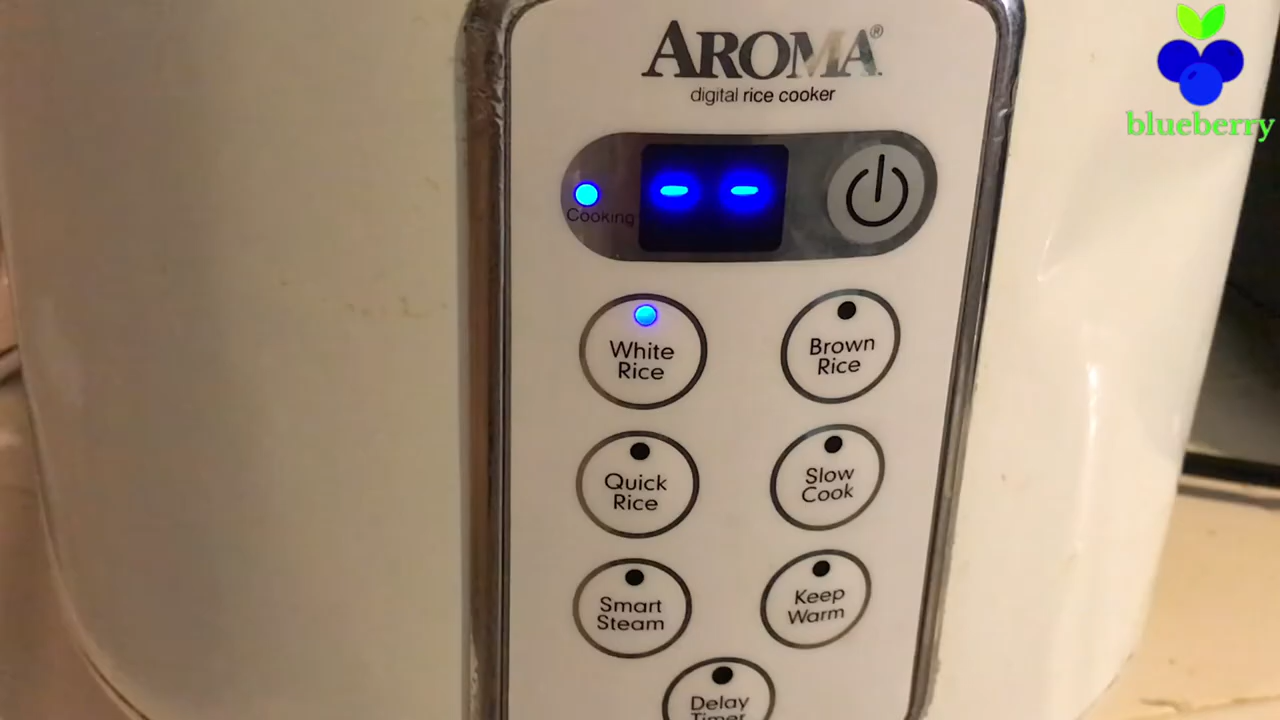 AROMA®
digital rice cooker
blueberry
Cooking
--
White
Rice
Brown
Rice
Quick
Rice
Slow
Cook
Smart
Steam
Keep
Warm
Delay
Timer